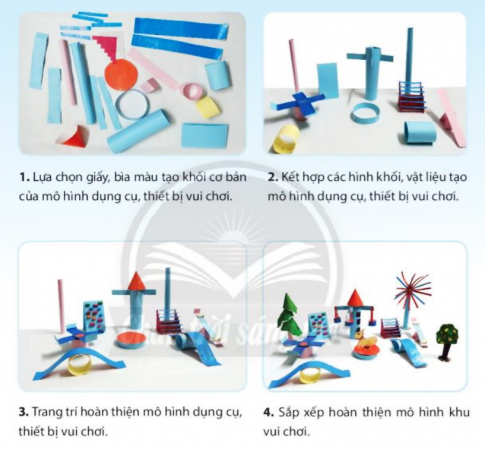 1. Lựa chọn giấy, bìa màu tạo khối cơ bản
của mô hình dụng cụ, thiết bị vui chơi.
2. Kết hợp các hình khối, vật liệu tạo
mô hình dụng cụ, thiết bị vui chơi.
3. Trang trí hoàn thiện mô hình dụng cụ,
thiết bị vui chơi.
4. Sắp xếp hoàn thiện mô hình khu
vui chơi.